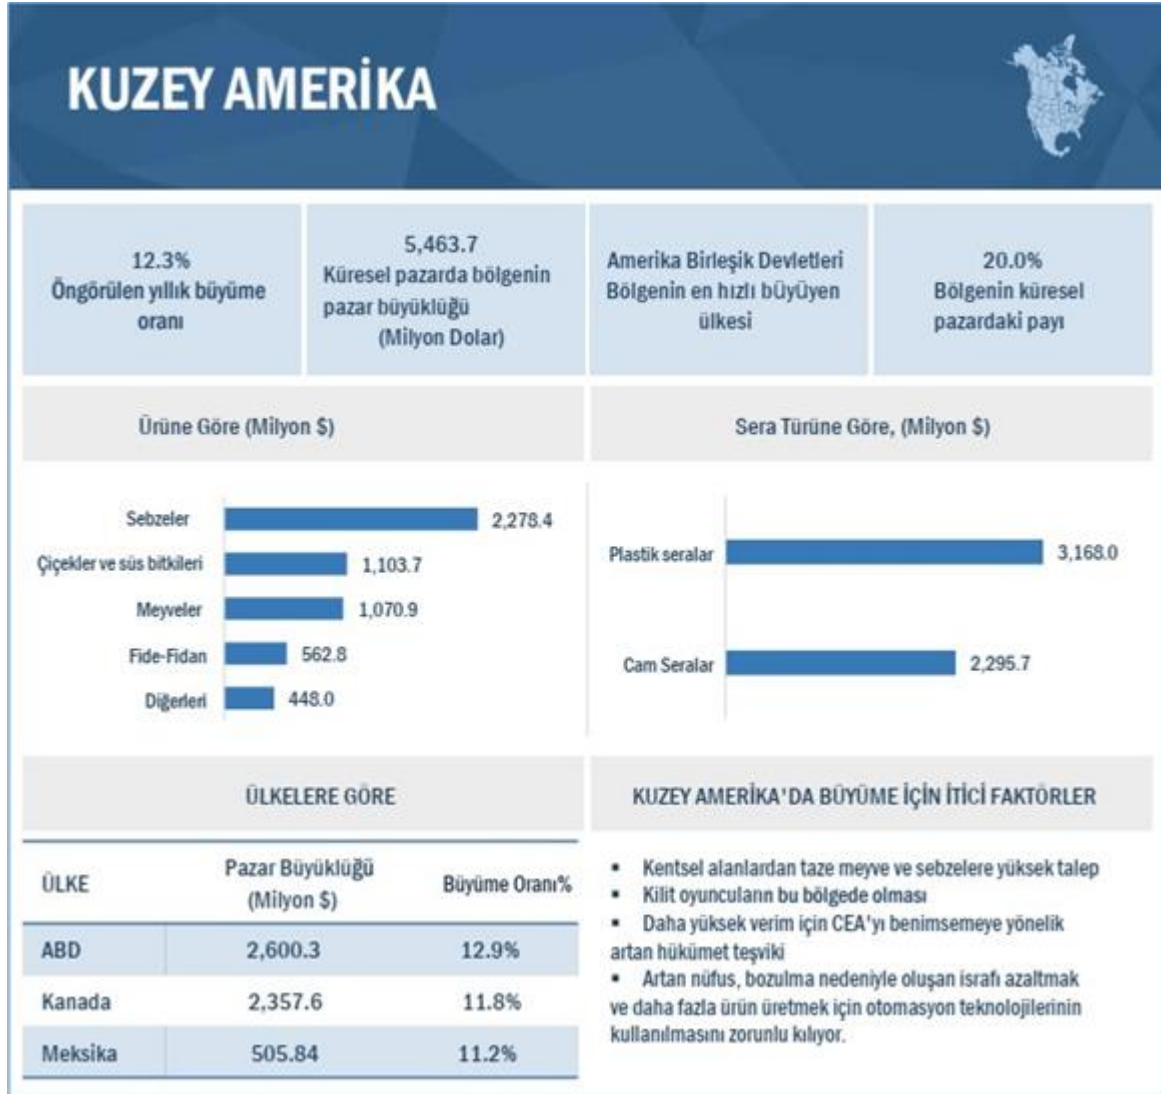 KUZEY AMERİKA
12.3%
Öngörülen yıllık büyüme
oranı
5,463.7
Küresel pazarda bölgenin
pazar büyüklüğü
(Milyon Dolar)
Amerika Birleşik Devletleri
Bölgenin en hızlı büyüyen
ülkesi
20.0%
Bölgenin küresel
pazardaki payı
Ürüne Göre (Milyon $)
Sebzeler 2,278.4
Çiçekler ve süs bitkileri 1,103.7
Meyveler 1,070.9
Fide-Fidan 562.8
Diğerleri 448.0
Sera Türüne Göre, (Milyon $)
Plastik seralar 3,168.0
Cam Seralar 2,295.7
ÜLKELERE GÖRE
ÜLKE Pazar Büyüklüğü (Milyon $) Büyüme Oranı%
ABD 2,600.3 12.9%
Kanada 2,357.6 11.8%
Meksika 505.84 11.2%
KUZEY AMERİKA'DA BÜYÜME İÇİN İTİCİ FAKTÖRLER
▪ Kentsel alanlardan taze meyve ve sebzelere yüksek talep
▪ Kilit oyuncuların bu bölgede olması
▪ Daha yüksek verim için CEA'yı benimsemeye yönelik
artan hükümet teşviki
▪ Artan nüfus, bozulma nedeniyle oluşan israfı azaltmak
ve daha fazla ürün üretmek için otomasyon teknolojilerinin
kullanılmasını zorunlu kılıyor.